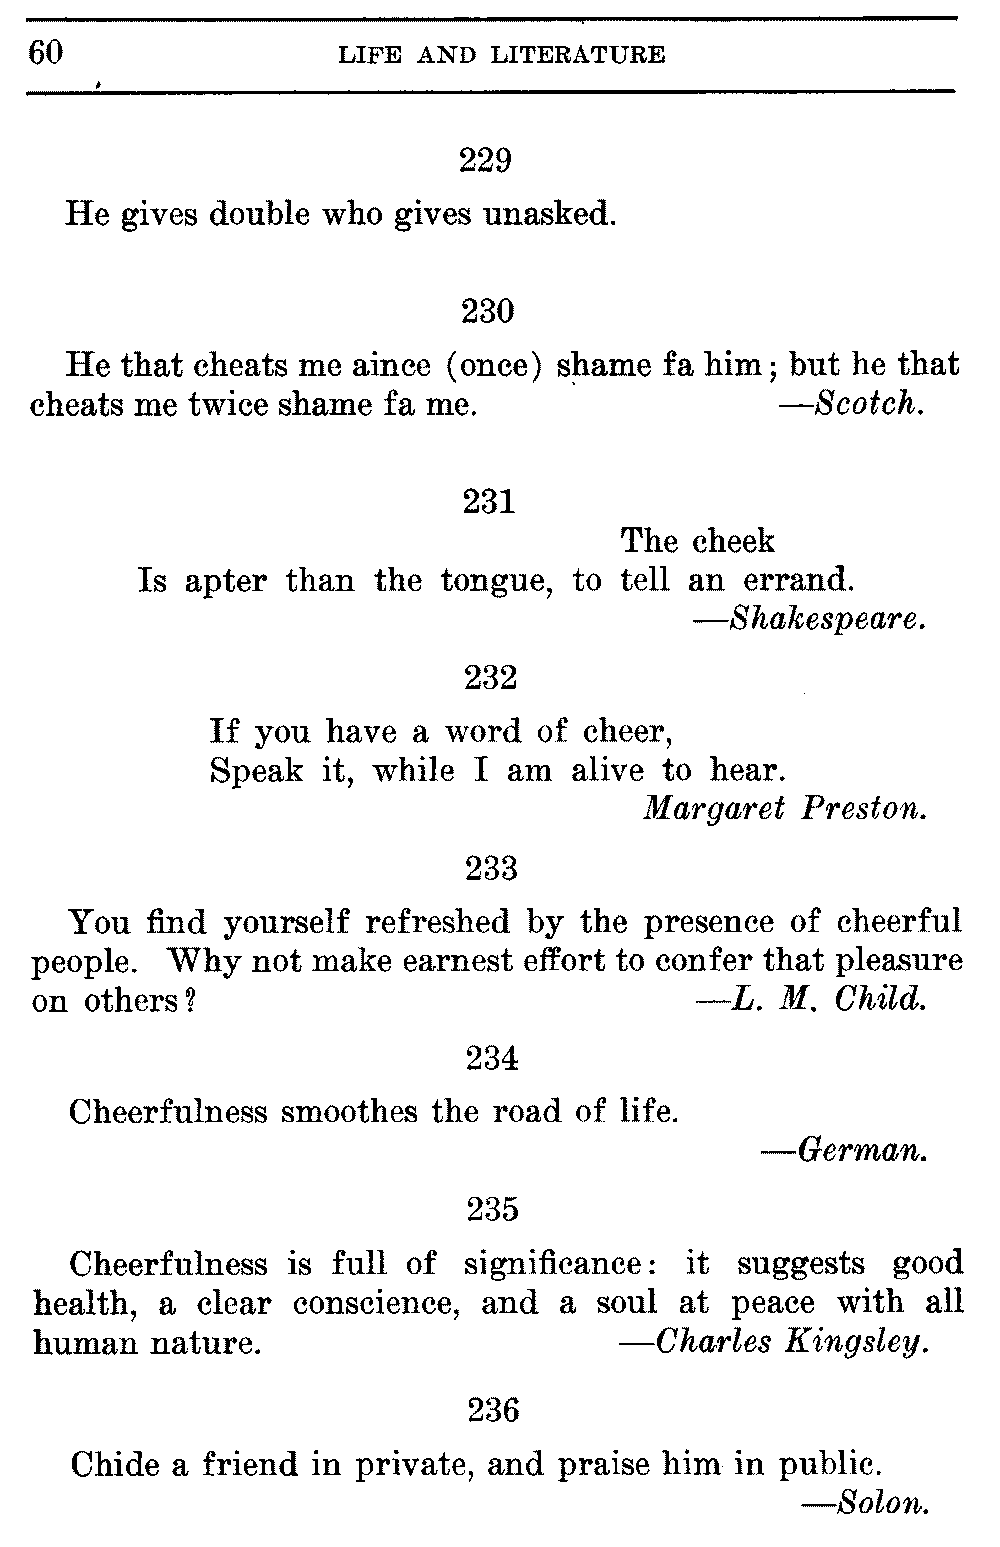 60 LIFE AND LITERATURE
229
He gives double who gives unasked.
230
He that cheats me aince (once) shame fa him; but he that
cheats me twice shame fa me. —Scotch.
231
The cheek
Is apter than the tongue, to tell an errand.
—Shakespeare.
232
If you have a word of cheer,
Speak it, while I am alive to hear.
Margaret Preston.
233
You find yourself refreshed by the presence of cheerful
people. Why not make earnest effort to confer that pleasure
on others? —L. M. Child.
234
Cheerfulness smoothes the road of life.
—German.
235
Cheerfulness is full of significance: it suggests good
health, a clear conscience, and a soul at peace with all
human nature. —Charles Kingsley.
236
Chide a friend in private, and praise him in public.
—Solon.